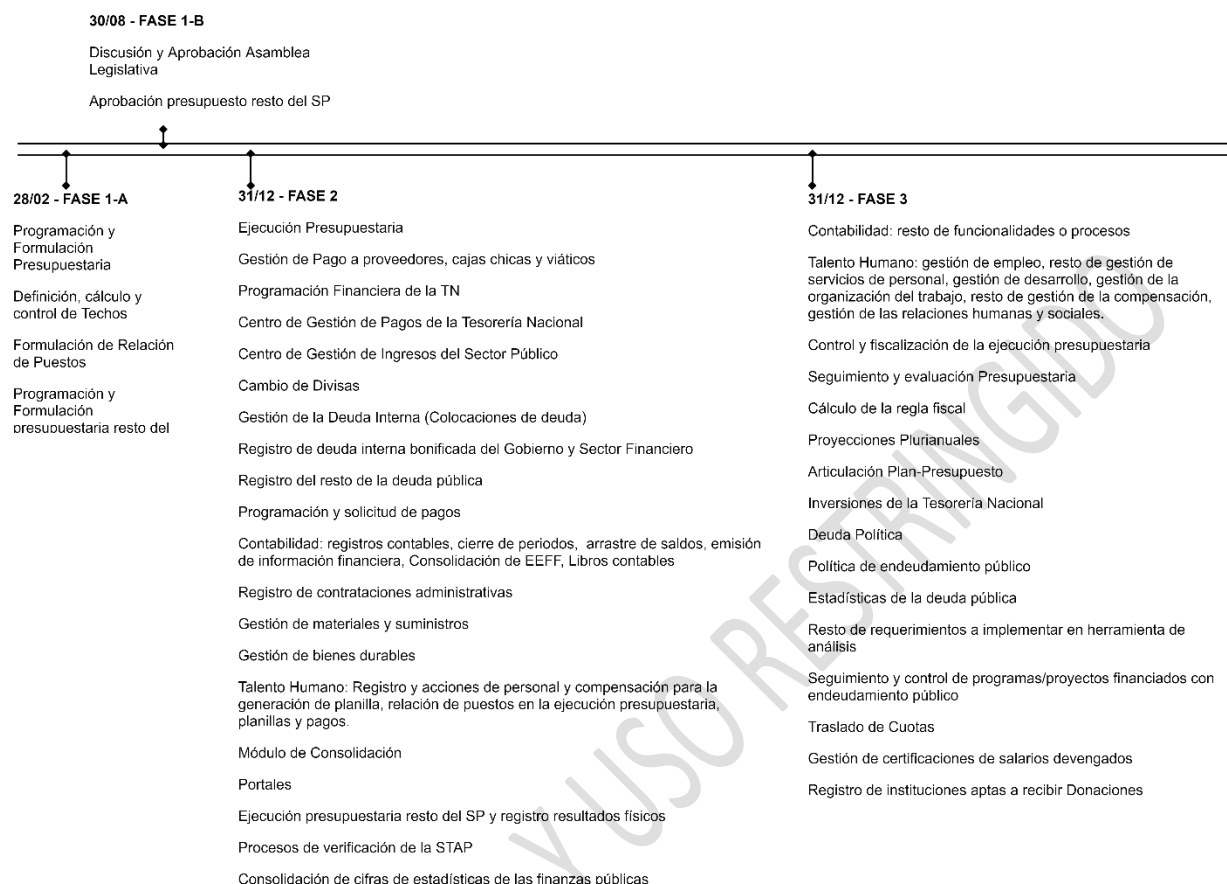 30/08 - FASE 1-B
Discusión y Aprobación Asamblea
Legislativa
Aprobación presupuesto resto del SP
28/02 - FASE 1-A
Programación y
Formulación
Presupuestaria
Definición, cálculo y
control de Techos
Formulación de Relación
de Puestos
Programación y
Formulación
presupuestaria resto del
31/12 - FASE 2
Ejecución Presupuestaria
Gestión de Pago a proveedores, cajas chicas y viáticos
Programación Financiera de la TN
Centro de Gestión de Pagos de la Tesorería Nacional
Centro de Gestión de Ingresos del Sector Público
Cambio de Divisas
Gestión de la Deuda Interna (Colocaciones de deuda)
Registro de deuda interna bonificada del Gobierno y Sector Financiero
Registro del resto de la deuda pública
Programación y solicitud de pagos
Contabilidad: registros contables, cierre de periodos, arrastre de saldos, emisión
de información financiera, Consolidación de EEFF, Libros contables
Registro de contrataciones administrativas
Gestión de materiales y suministros
Gestión de bienes durables
Talento Humano: Registro y acciones de personal y compensación para la
generación de planilla, relación de puestos en la ejecución presupuestaria,
planillas y pagos.
Módulo de Consolidación
Portales
Ejecución presupuestaria resto del SP y registro resultados físicos
Procesos de verificación de la STAP
Consolidación de cifras de estadísticas de las finanzas públicas
31/12 - FASE 3
Contabilidad: resto de funcionalidades o procesos
Talento Humano: gestión de empleo, resto de gestión de
servicios de personal, gestión de desarrollo, gestión de la
organización del trabajo, resto de gestión de la compensación,
gestión de las relaciones humanas y sociales.
Control y fiscalización de la ejecución presupuestaria
Seguimiento y evaluación Presupuestaria
Cálculo de la regla fiscal
Proyecciones Plurianuales
Articulación Plan-Presupuesto
Inversiones de la Tesorería Nacional
Deuda Política
Política de endeudamiento público
Estadísticas de la deuda pública
Resto de requerimientos a implementar en herramienta de
análisis
Seguimiento y control de programas/proyectos financiados con
endeudamiento público
Traslado de Cuotas
Gestión de certificaciones de salarios devengados
Registro de instituciones aptas a recibir Donaciones
Y USO RESTRINGIDO